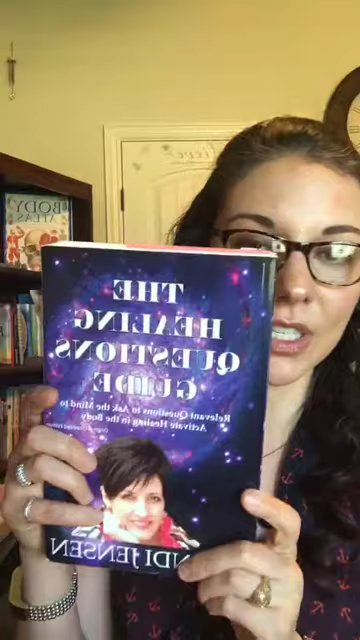 THE
HEALING
QUESTIONS
GUIDE
Relevant Questions to Ask the Mind to
Activate Healing in the Body
NDI JENSEN
BODY
ATLAS